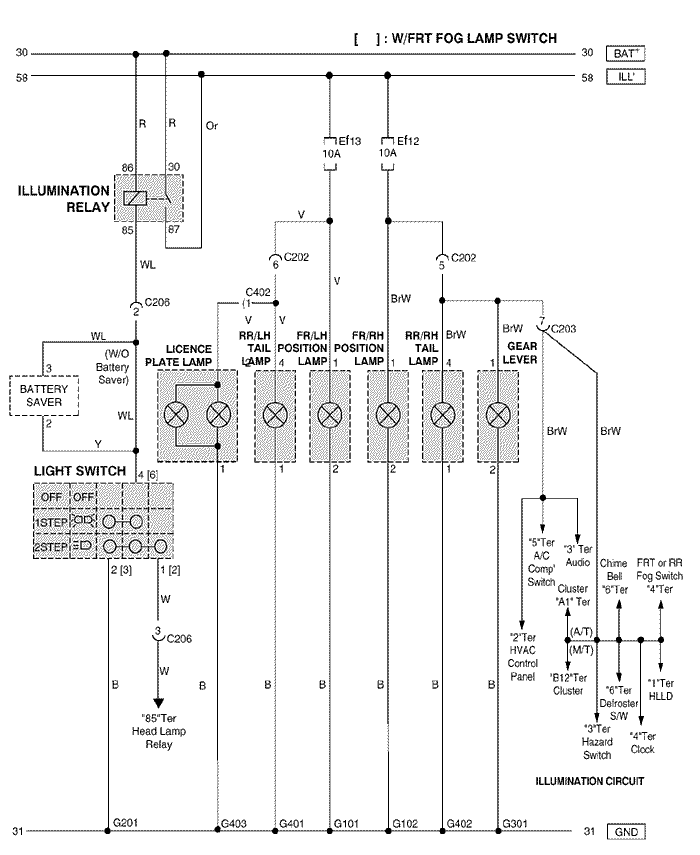 [ ] : W/FRT FOG LAMP SWITCH
30 30 BAT+
58 58 ILL'
R R Or
Ef13
10A
Ef12
10A
86 30
ILLUMINATION
RELAY
85 87
V
WL
C202
6
C202
5
V
BrW
C206
2
C402
(1
V V
BrW
BrW
7
C203
WL
(W/O
Battery
Saver)
3
BATTERY
SAVER
2
WL
Y
LICENCE
PLATE LAMP
2
RR/LH
TAIL
LAMP
4
FR/LH
POSITION
LAMP
1
FR/RH
POSITION
LAMP
1
RR/RH
TAIL
LAMP
4
GEAR
LEVER
1
1 1 2 2 1 2
BrW BrW
LIGHT SWITCH
4 [6]
OFF OFF
1STEP
2STEP
2 [3] 1 [2]
W
3
C206
W
"85"Ter
Head Lamp
Relay
B B B B B B B
"5"Ter
A/C
Comp'
Switch
"3" Ter
Audio
Cluster
"A1" Ter
Chime
Bell
"6"Ter
FRT or RR
Fog Switch
"4"Ter
(A/T)
(M/T)
"2"Ter
HVAC
Control
Panel
"B12"Ter
Cluster
"3"Ter
Hazard
Switch
"6"Ter
Defroster
S/W
"4"Ter
Clock
"1"Ter
HLLD
ILLUMINATION CIRCUIT
G201 G403 G401 G101 G102 G402 G301
31 31 GND